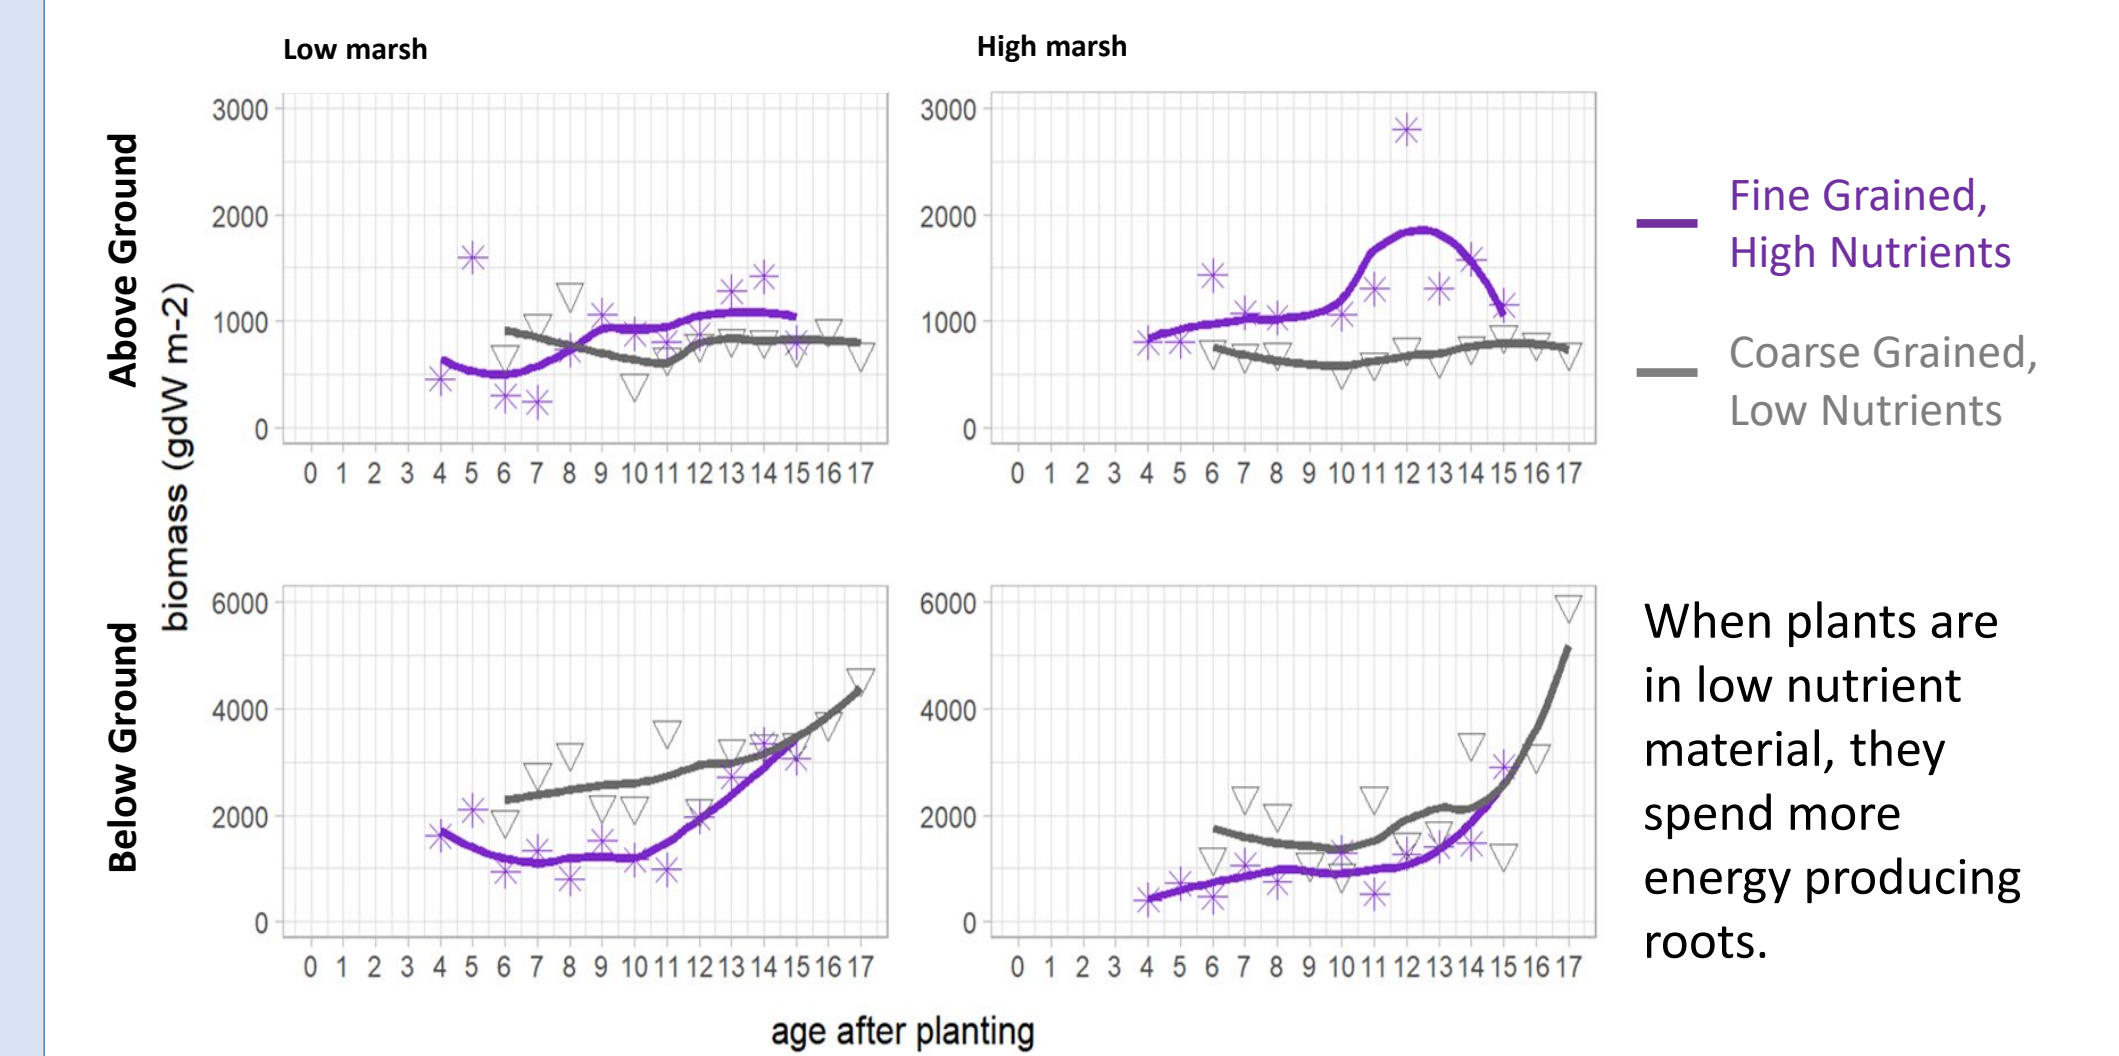 Low marsh
High marsh
Above Ground
Below Ground
biomass (gdW m-2)
3000
2000
1000
0
0 1 2 3 4 5 6 7 8 9 10 11 12 13 14 15 16 17
3000
2000
1000
0
0 1 2 3 4 5 6 7 8 9 10 11 12 13 14 15 16 17
Fine Grained,
High Nutrients
Coarse Grained,
Low Nutrients
6000
4000
2000
0
0 1 2 3 4 5 6 7 8 9 10 11 12 13 14 15 16 17
6000
4000
2000
0
0 1 2 3 4 5 6 7 8 9 10 11 12 13 14 15 16 17
When plants are
in low nutrient
material, they
spend more
energy producing
roots.
age after planting